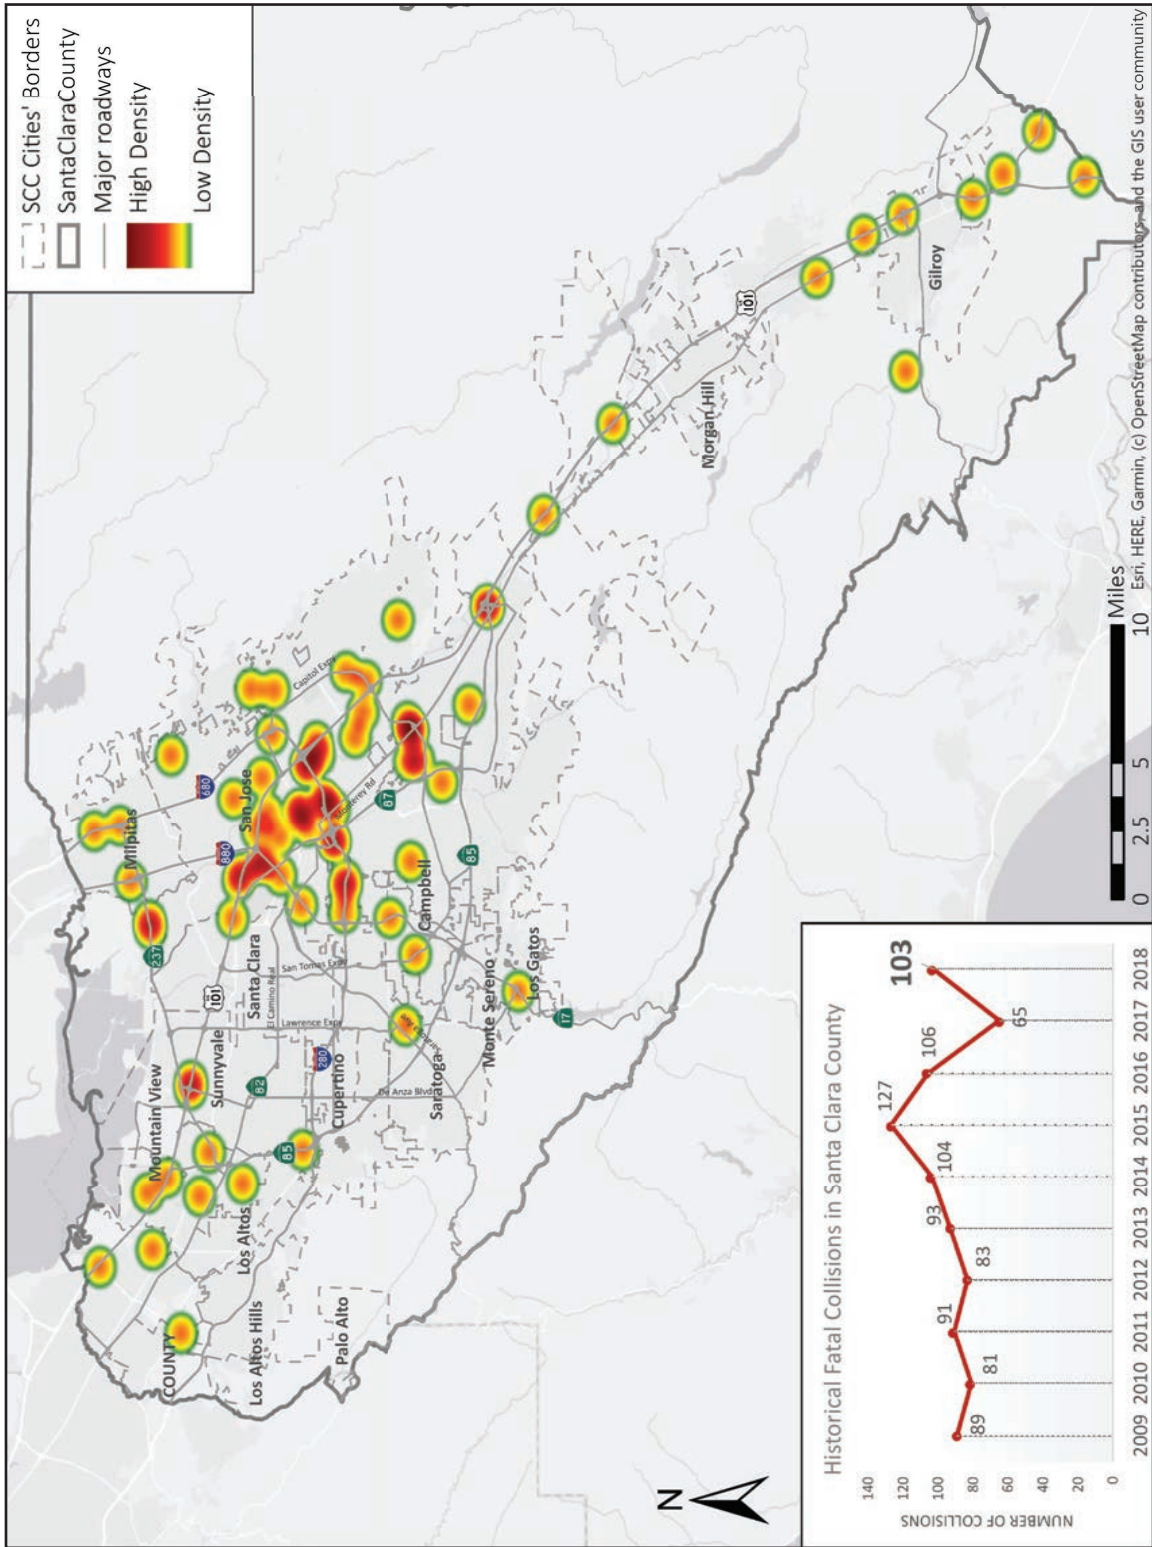 SCC Cities' Borders
SantaClaraCounty
Major roadways
High Density
Low Density
Milpitas
237
680
880
San Jose
Capitol Expy
Monterey Rd
87
85
101
Mountain View
Sunnyvale
Santa Clara
El Camino Real
San Tomas Expy
Lawrence Expy
82
280
Cupertino
De Anza Blvd
85
Campbell
Saratoga
Monte Sereno
Los Gatos
17
COUNTY
Los Altos
Los Altos Hills
Palo Alto
101
Morgan Hill
Gilroy
N
0 2.5 5 10
Miles
Esri, HERE, Garmin, (c) OpenStreetMap contributors, and the GIS user community
Historical Fatal Collisions in Santa Clara County
NUMBER OF COLLISIONS
140
120
100
80
60
40
20
0
89 81 91 83 93 104 127 106 65 103
2009 2010 2011 2012 2013 2014 2015 2016 2017 2018